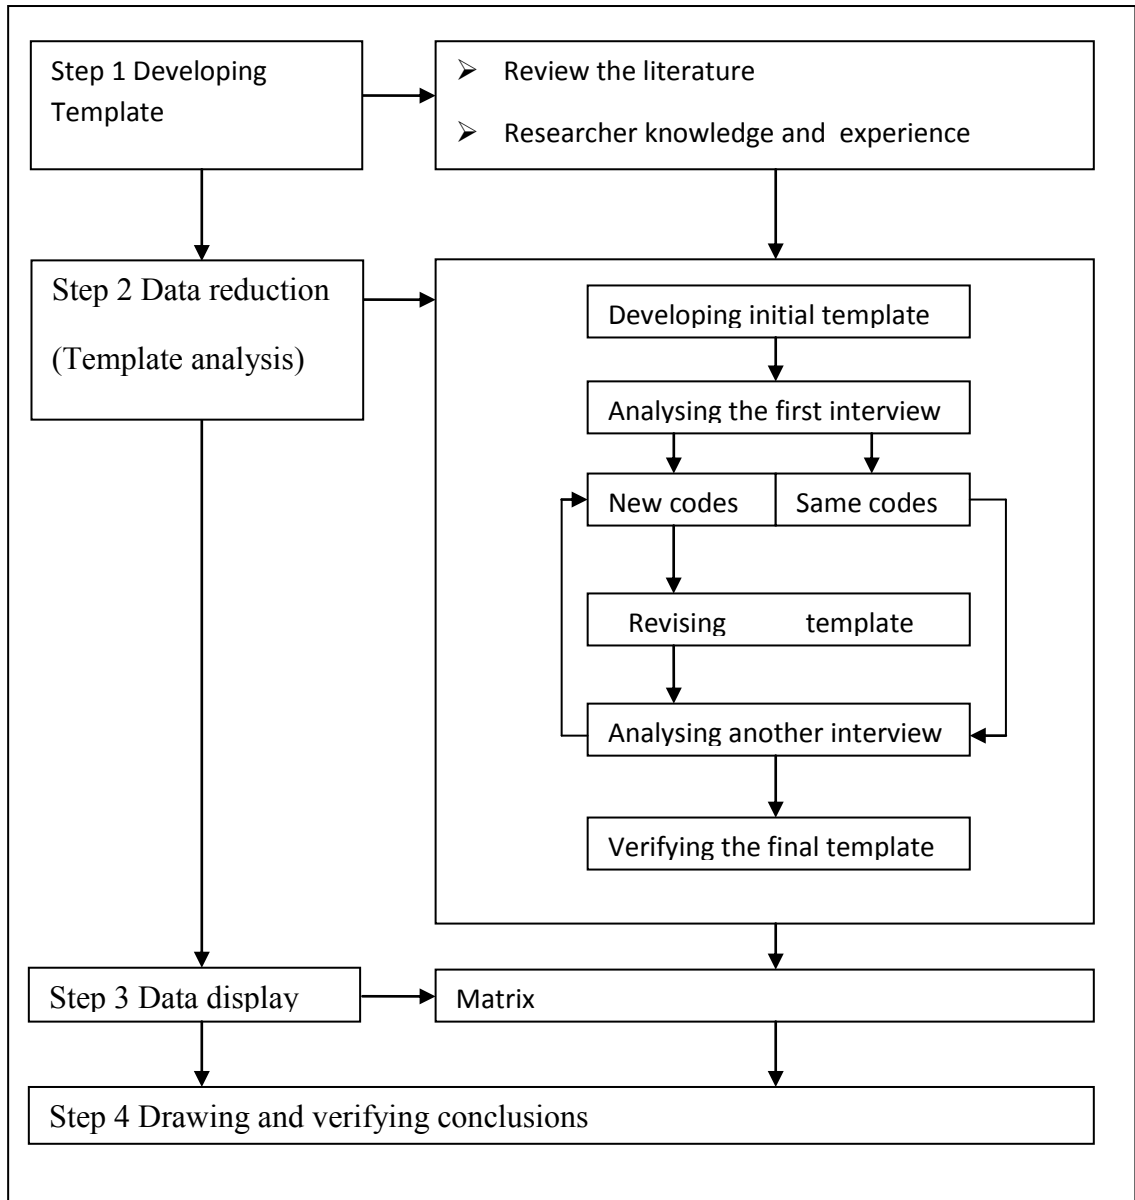 Step 1 Developing
Template
➢ Review the literature
➢ Researcher knowledge and experience
Step 2 Data reduction
(Template analysis)
Developing initial template
Analysing the first interview
New codes
Same codes
Revising template
Analysing another interview
Verifying the final template
Step 3 Data display
Matrix
Step 4 Drawing and verifying conclusions